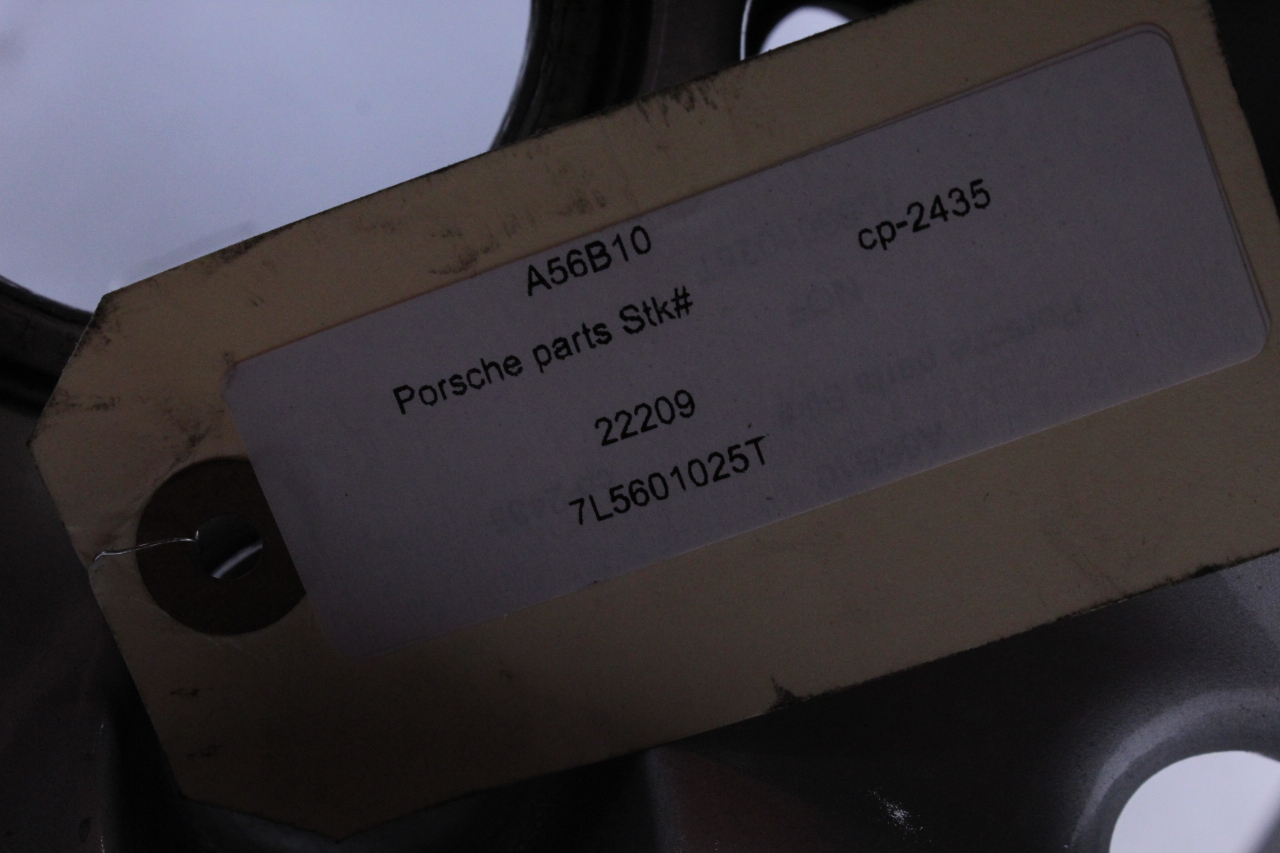 A56B10 cp-2435
Porsche parts Stk#
22209
7L5601025T